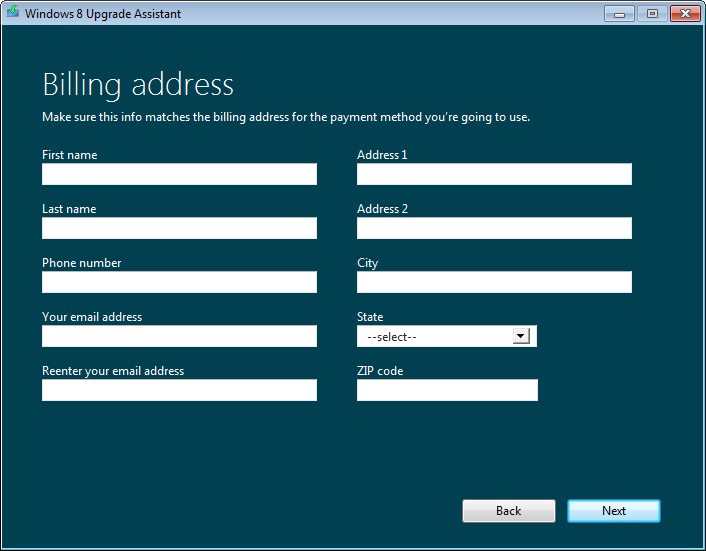 Windows 8 Upgrade Assistant
Billing address
Make sure this info matches the billing address for the payment method you're going to use.
First name
Last name
Phone number
Your email address
Reenter your email address
Address 1
Address 2
City
State
--select--
ZIP code
Back
Next